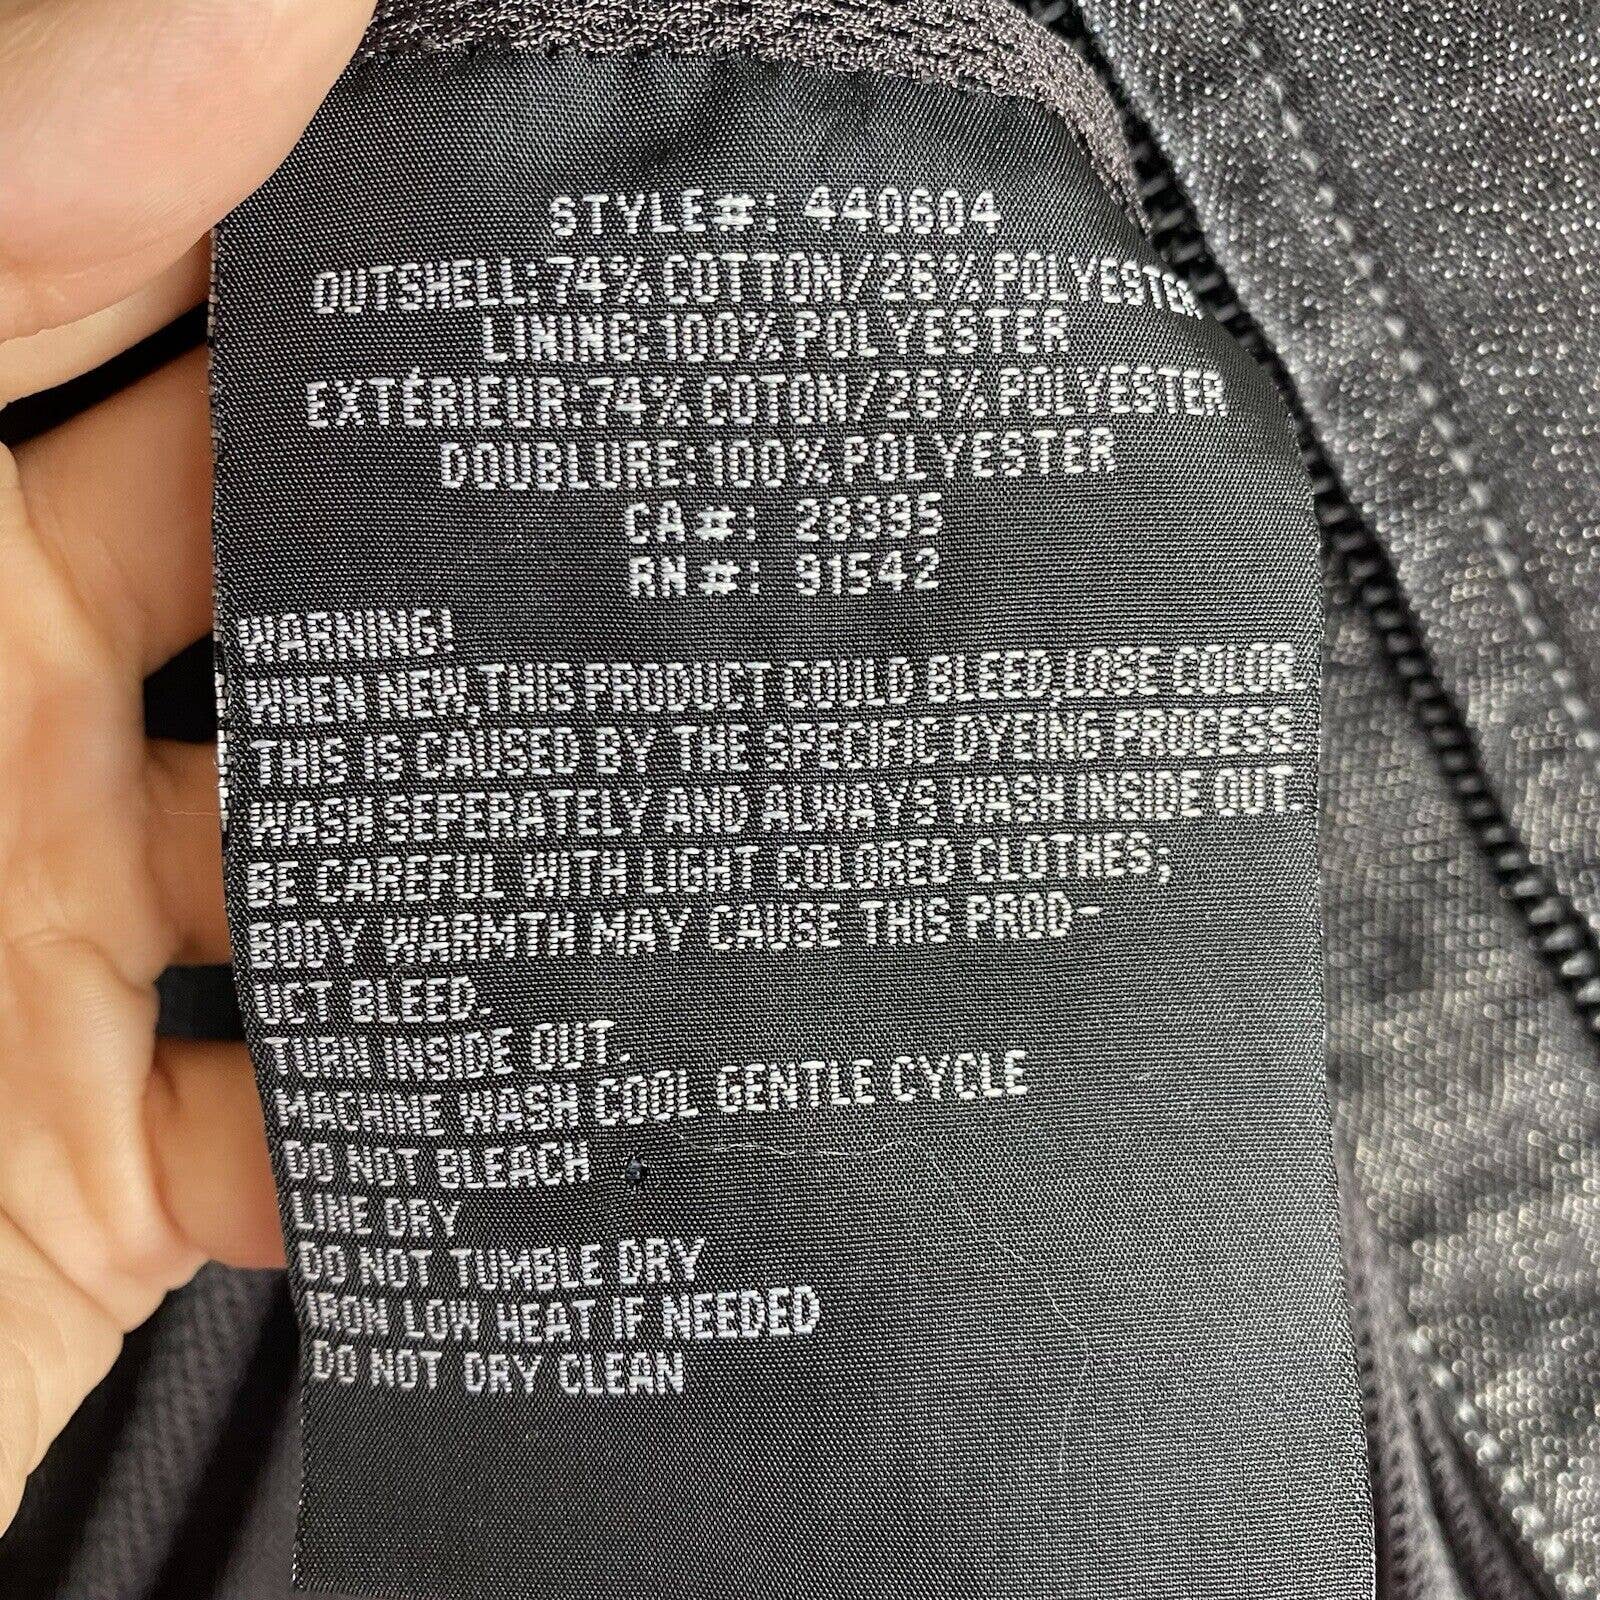 STYLE#: 440604
OUTSHELL:74% COTTON/26% POLYESTER
LINING:100% POLYESTER
EXTÉRIEUR:74% COTON/26% POLYESTER
DOUBLURE:100% POLYESTER
CA#: 28395
RN#: 91542
WARNING!
WHEN NEW,THIS PRODUCT COULD BLEED,LOSE COLOR
THIS IS CAUSED BY THE SPECIFIC DYEING PROCESS.
WASH SEPERATELY AND ALWAYS WASH INSIDE OUT.
BE CAREFUL WITH LIGHT COLORED CLOTHES;
BODY WARMTH MAY CAUSE THIS PROD-
UCT BLEED.
TURN INSIDE OUT.
MACHINE WASH COOL GENTLE CYCLE
DO NOT BLEACH
LINE DRY
DO NOT TUMBLE DRY
IRON LOW HEAT IF NEEDED
DO NOT DRY CLEAN